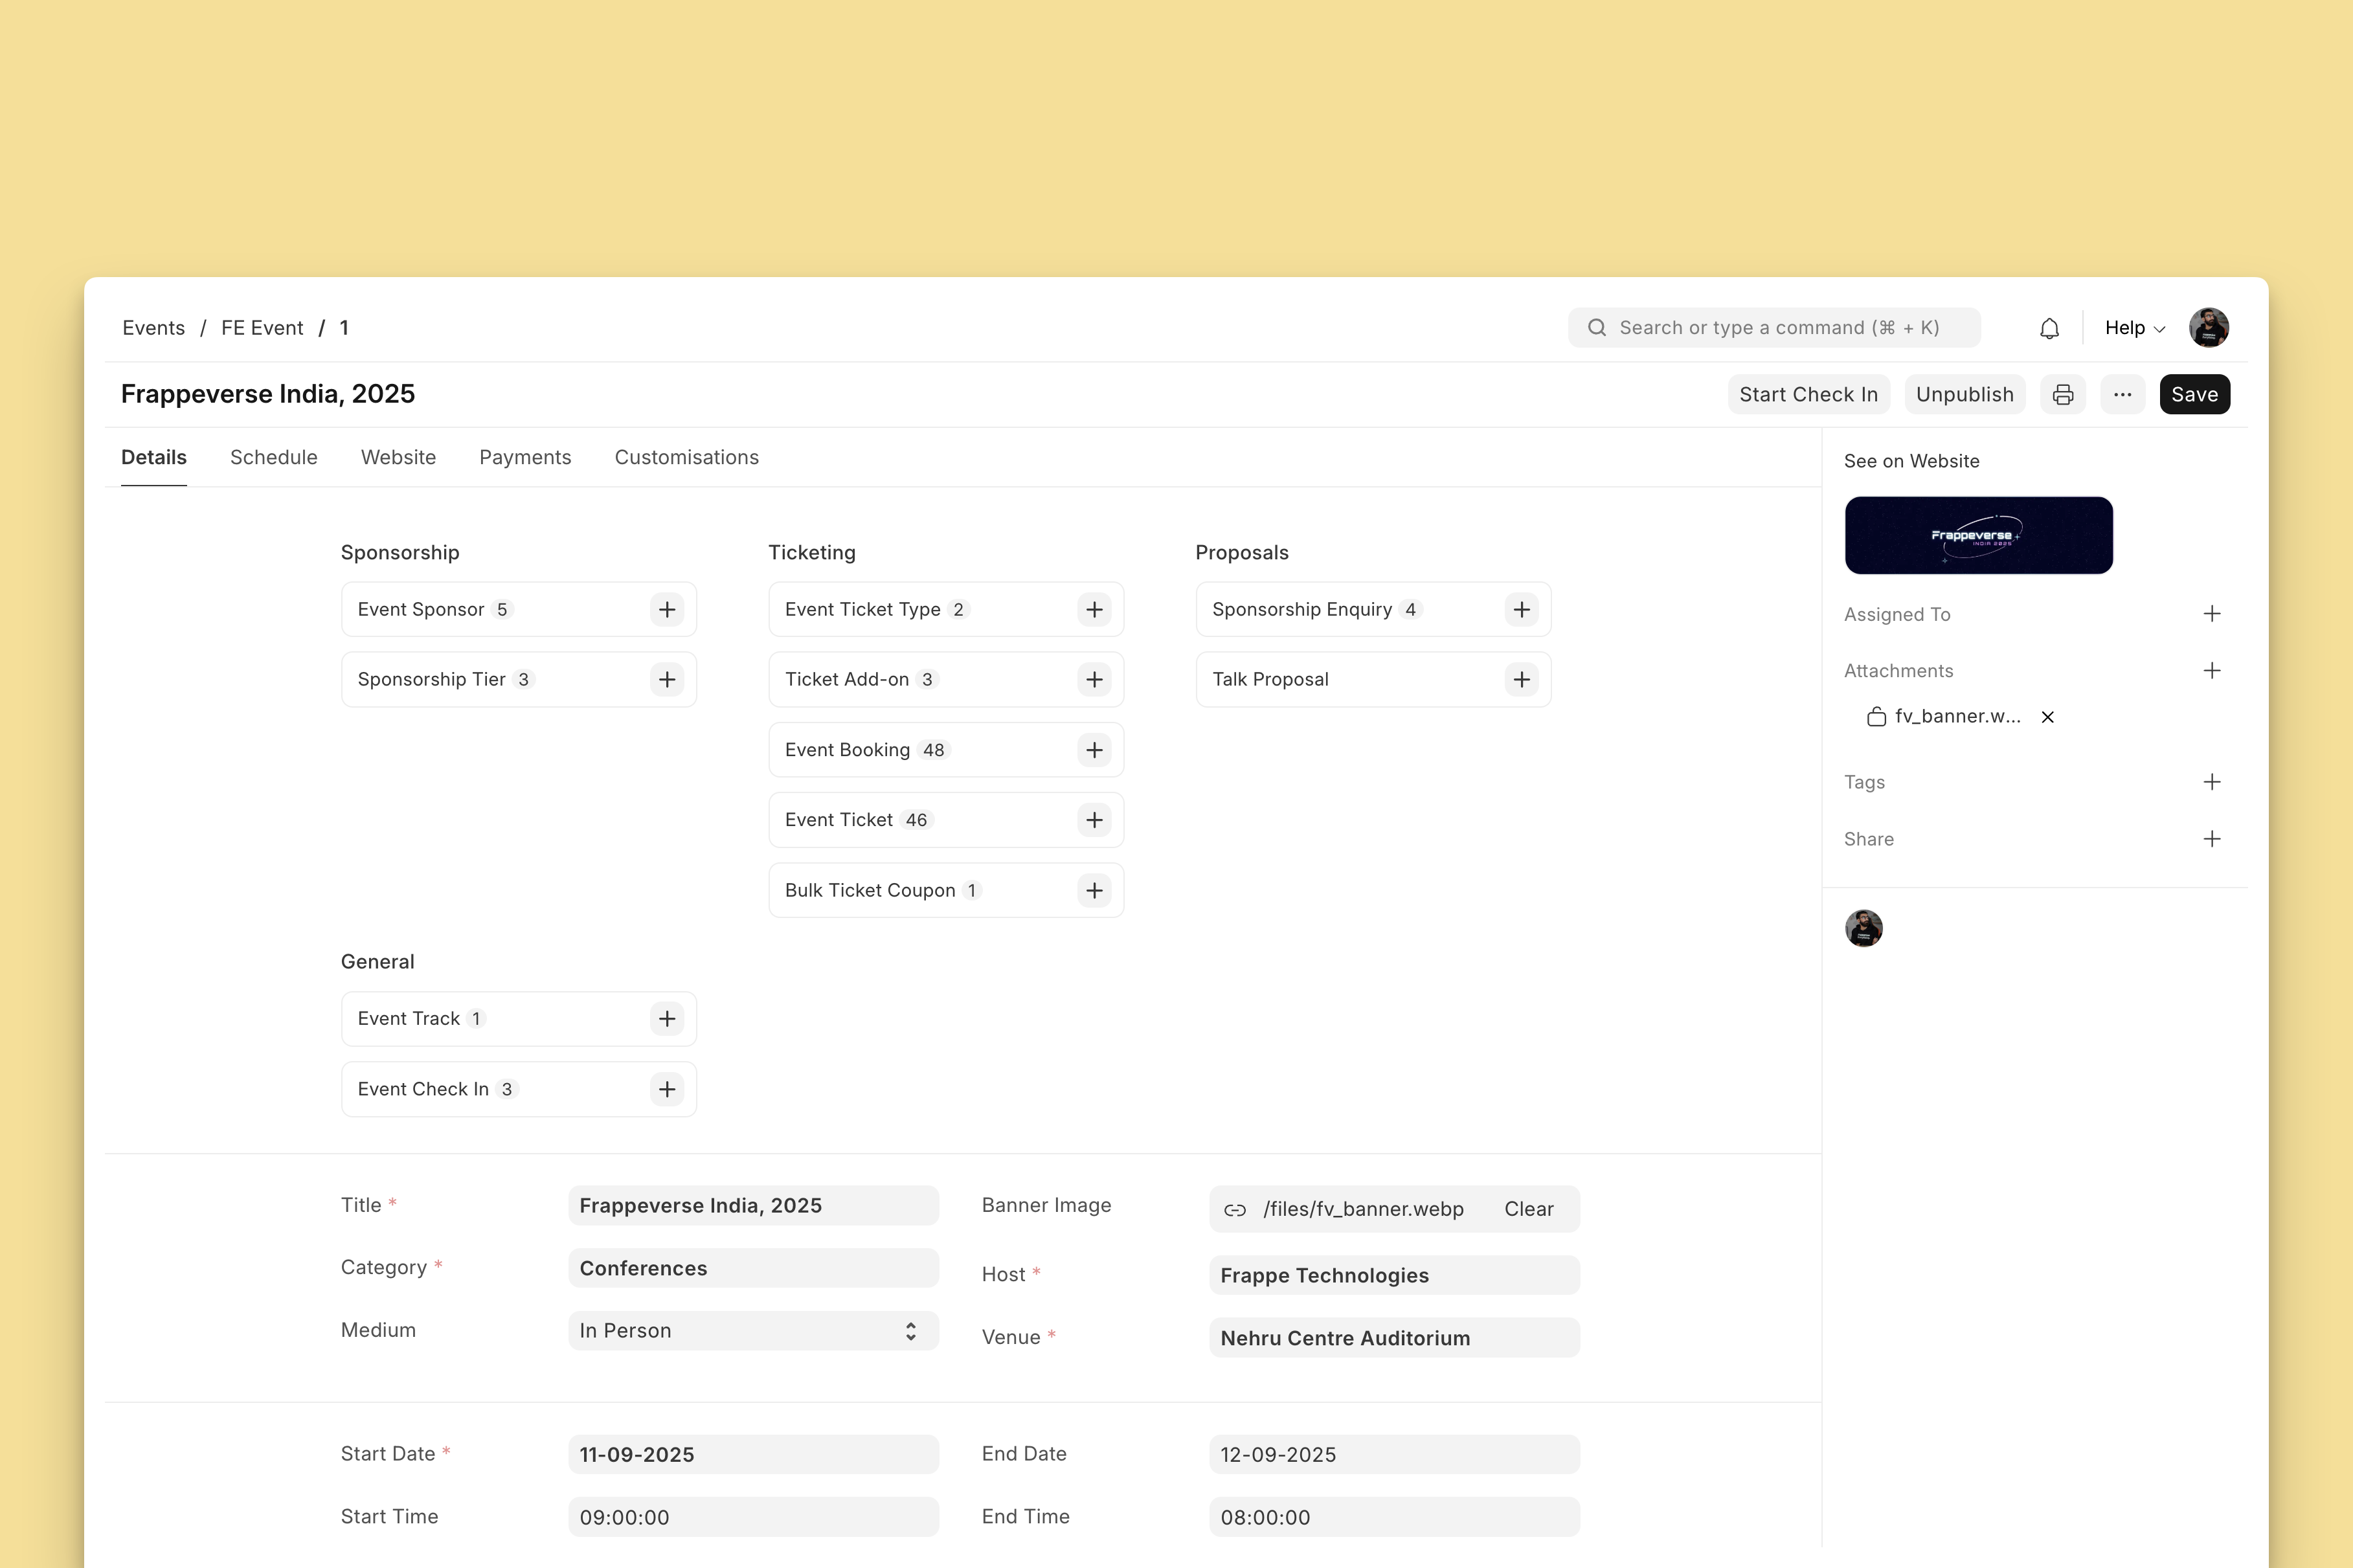 Events / FE Event / 1
Search or type a command (⌘ + K)
Help
Frappeverse India, 2025
Start Check In
Unpublish
...
Save
Details
Schedule
Website
Payments
Customisations
See on Website
Frappeverse
INDIA 2025
Assigned To
Attachments
fv_banner.w...
Tags
Share
Sponsorship
Event Sponsor 5
Sponsorship Tier 3
Ticketing
Event Ticket Type 2
Ticket Add-on 3
Event Booking 48
Event Ticket 46
Bulk Ticket Coupon 1
Proposals
Sponsorship Enquiry 4
Talk Proposal
General
Event Track 1
Event Check In 3
Title *
Frappeverse India, 2025
Category *
Conferences
Medium
In Person
Banner Image
/files/fv_banner.webp
Clear
Host *
Frappe Technologies
Venue *
Nehru Centre Auditorium
Start Date *
11-09-2025
Start Time
09:00:00
End Date
12-09-2025
End Time
08:00:00